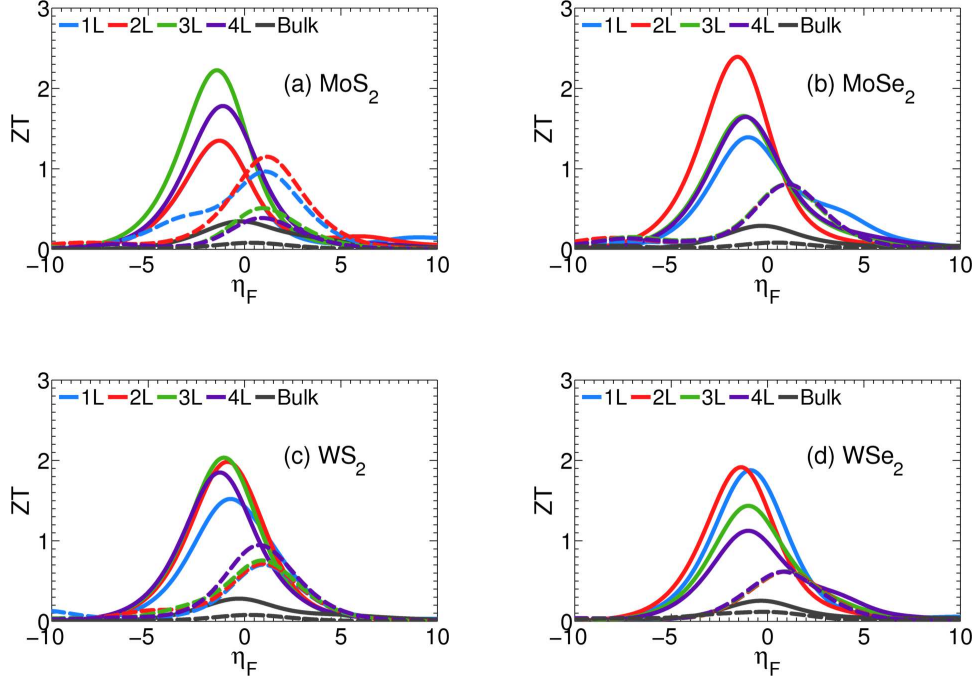 3
1L 2L 3L 4L Bulk
(a) MoS2
2
ZT
1
0
−10 −5 0 5 10
ηF
3
1L 2L 3L 4L Bulk
(b) MoSe2
2
ZT
1
0
−10 −5 0 5 10
ηF
3
1L 2L 3L 4L Bulk
(c) WS2
2
ZT
1
0
−10 −5 0 5 10
ηF
3
1L 2L 3L 4L Bulk
(d) WSe2
2
ZT
1
0
−10 −5 0 5 10
ηF